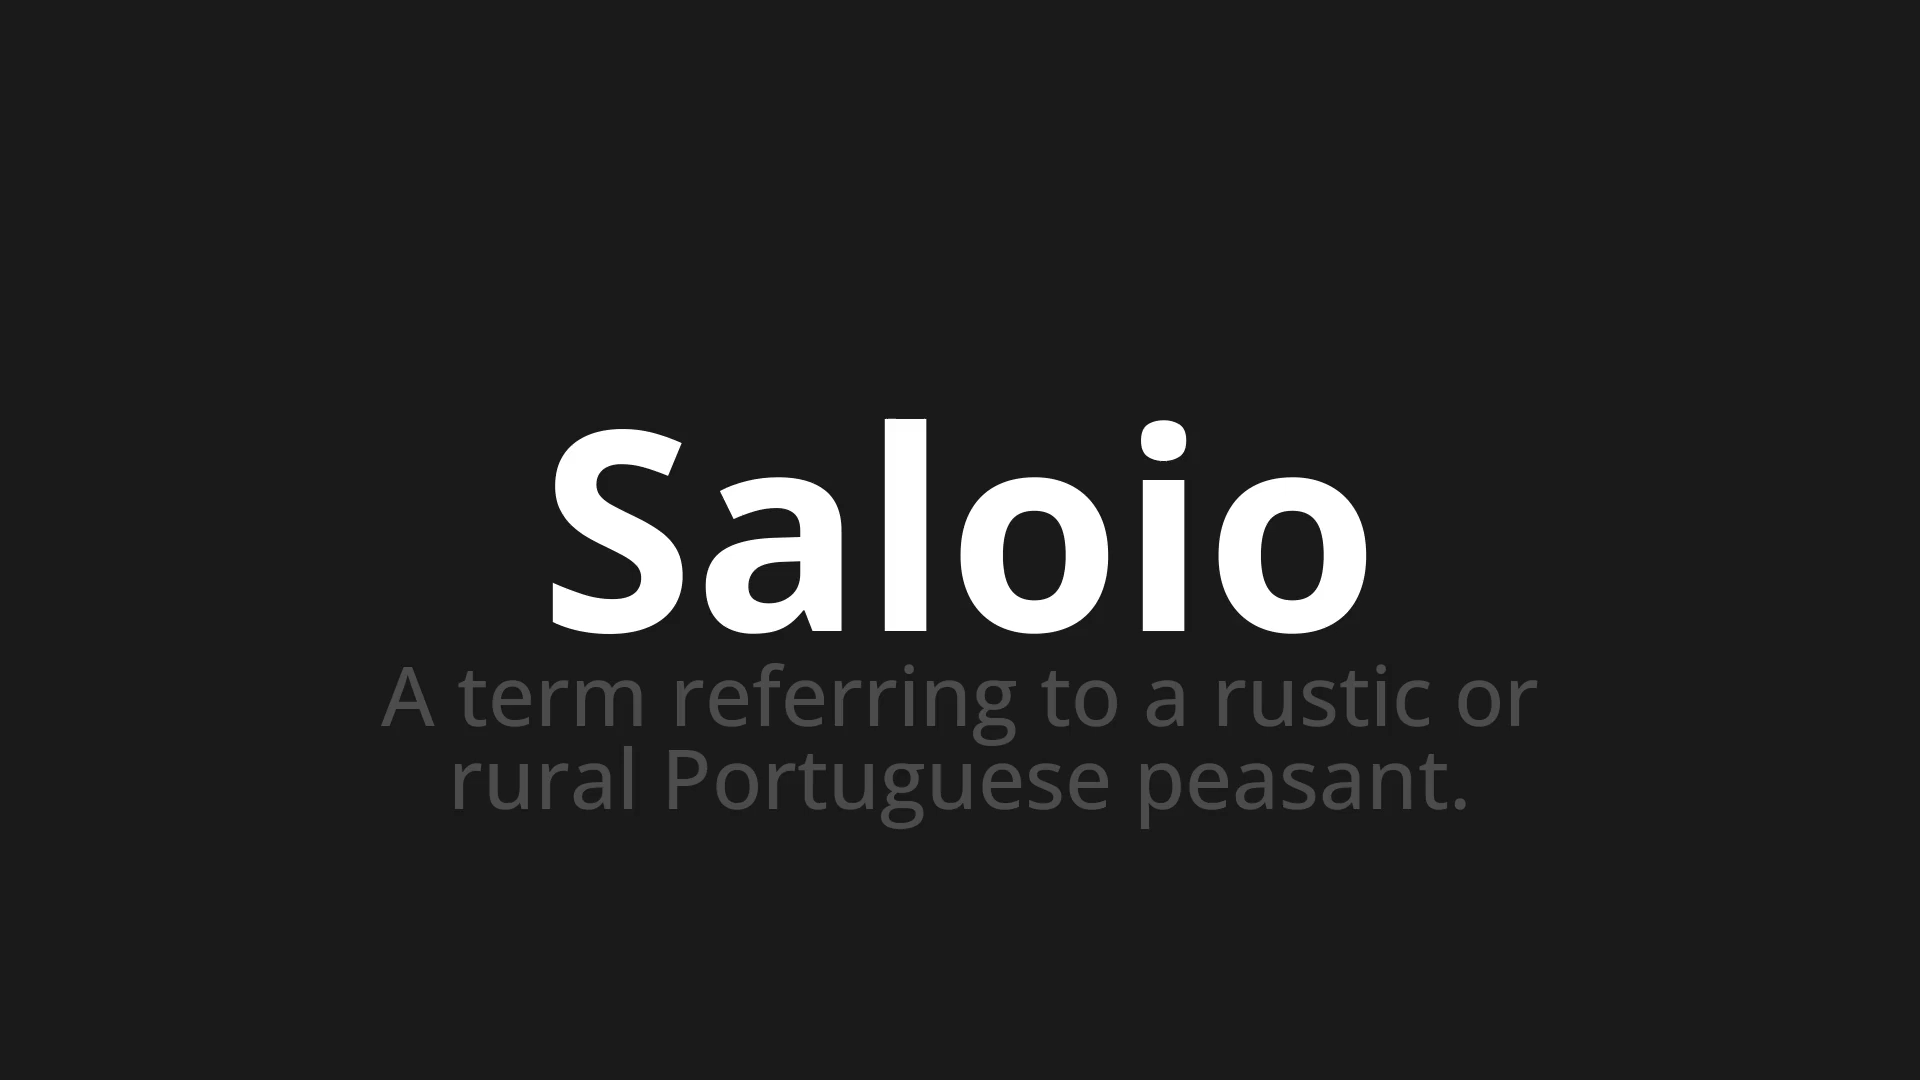 Saloio
A term referring to a rustic or
rural Portuguese peasant.